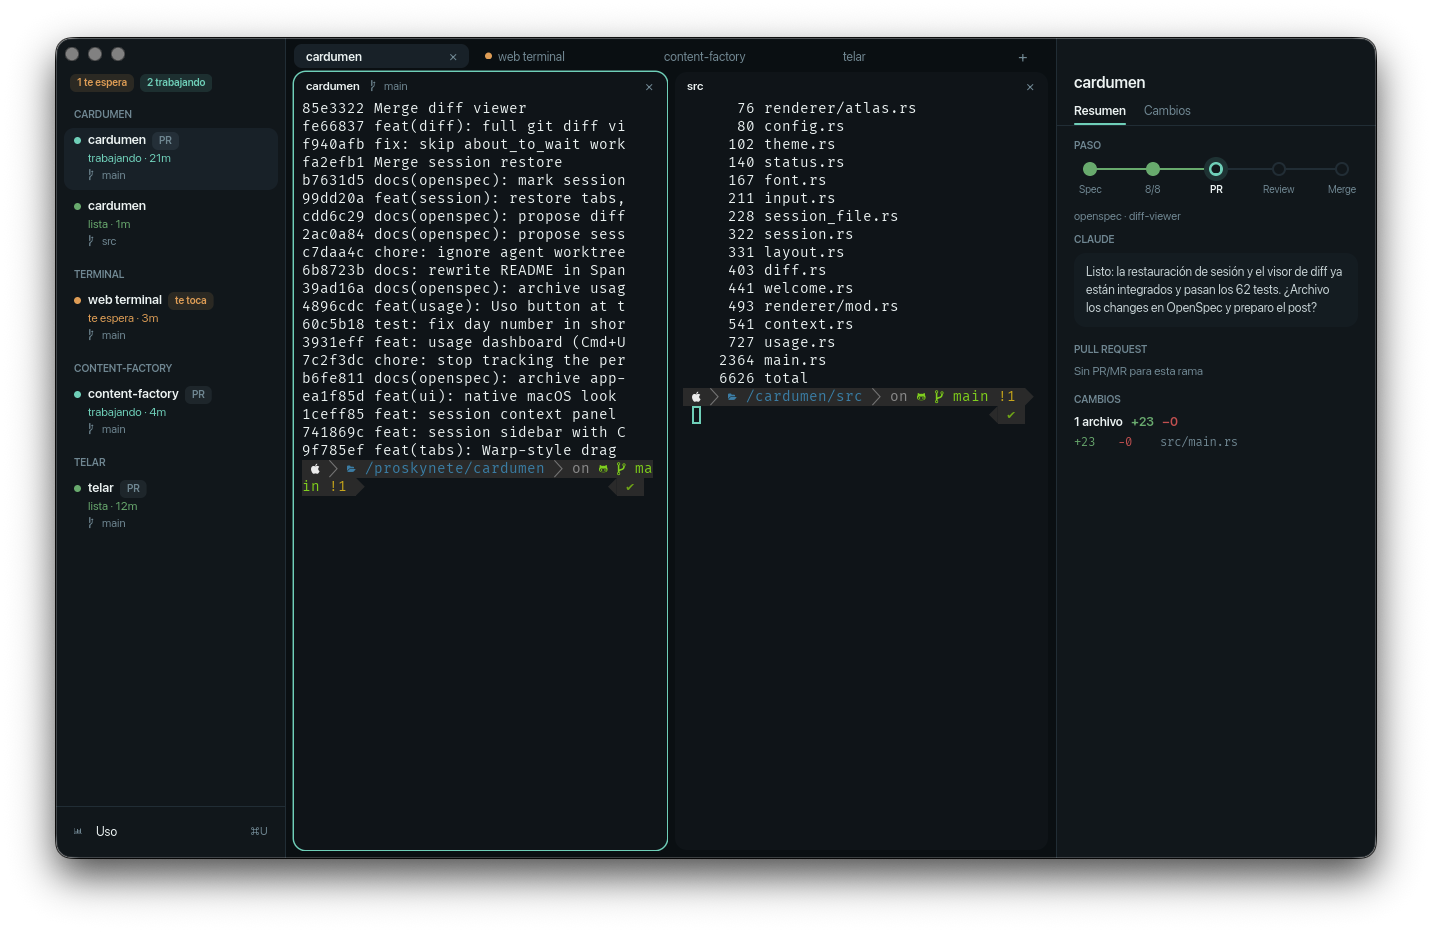 1 te espera
2 trabajando
CARDUMEN
cardumen PR
trabajando · 21m
main
cardumen
lista · 1m
src
TERMINAL
web terminal te toca
te espera · 3m
main
CONTENT-FACTORY
content-factory PR
trabajando · 4m
main
TELAR
telar PR
lista · 12m
main
Uso ⌘U
cardumen ×
web terminal
content-factory
telar
+
cardumen main ×
85e3322 Merge diff viewer
fe66837 feat(diff): full git diff vi
f940afb fix: skip about_to_wait work
fa2efb1 Merge session restore
b7631d5 docs(openspec): mark session
99dd20a feat(session): restore tabs,
cdd6c29 docs(openspec): propose diff
2ac0a84 docs(openspec): propose sess
c7daa4c chore: ignore agent worktree
6b8723b docs: rewrite README in Span
39ad16a docs(openspec): archive usag
4896cdc feat(usage): Uso button at t
60c5b18 test: fix day number in shor
3931eff feat: usage dashboard (Cmd+U
7c2f3dc chore: stop tracking the per
b6fe811 docs(openspec): archive app-
ea1f85d feat(ui): native macOS look
1ceff85 feat: session context panel
741869c feat: session sidebar with C
9f785ef feat(tabs): Warp-style drag
/proskynete/cardumen on ma
in !1 ✔
src ×
76 renderer/atlas.rs
80 config.rs
102 theme.rs
140 status.rs
167 font.rs
211 input.rs
228 session_file.rs
322 session.rs
331 layout.rs
403 diff.rs
441 welcome.rs
493 renderer/mod.rs
541 context.rs
727 usage.rs
2364 main.rs
6626 total
/cardumen/src on main !1
✔
cardumen
Resumen Cambios
PASO
Spec 8/8 PR Review Merge
openspec · diff-viewer
CLAUDE
Listo: la restauración de sesión y el visor de diff ya
están integrados y pasan los 62 tests. ¿Archivo
los changes en OpenSpec y preparo el post?
PULL REQUEST
Sin PR/MR para esta rama
CAMBIOS
1 archivo +23 −0
+23 -0 src/main.rs